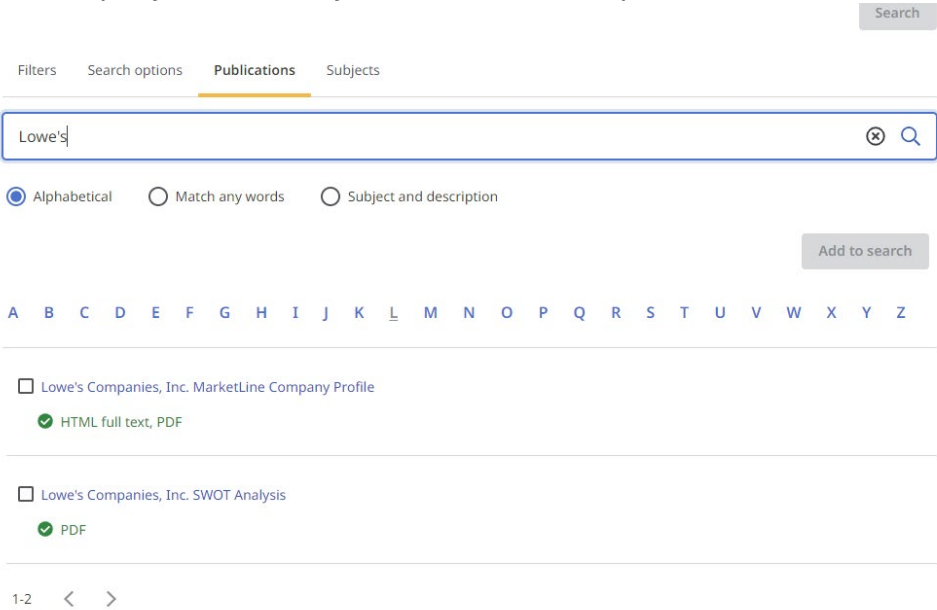 Search
Filters Search options Publications Subjects
Lowe's
Alphabetical Match any words Subject and description
Add to search
A B C D E F G H I J K L M N O P Q R S T U V W X Y Z
Lowe's Companies, Inc. MarketLine Company Profile
HTML full text, PDF
Lowe's Companies, Inc. SWOT Analysis
PDF
1-2